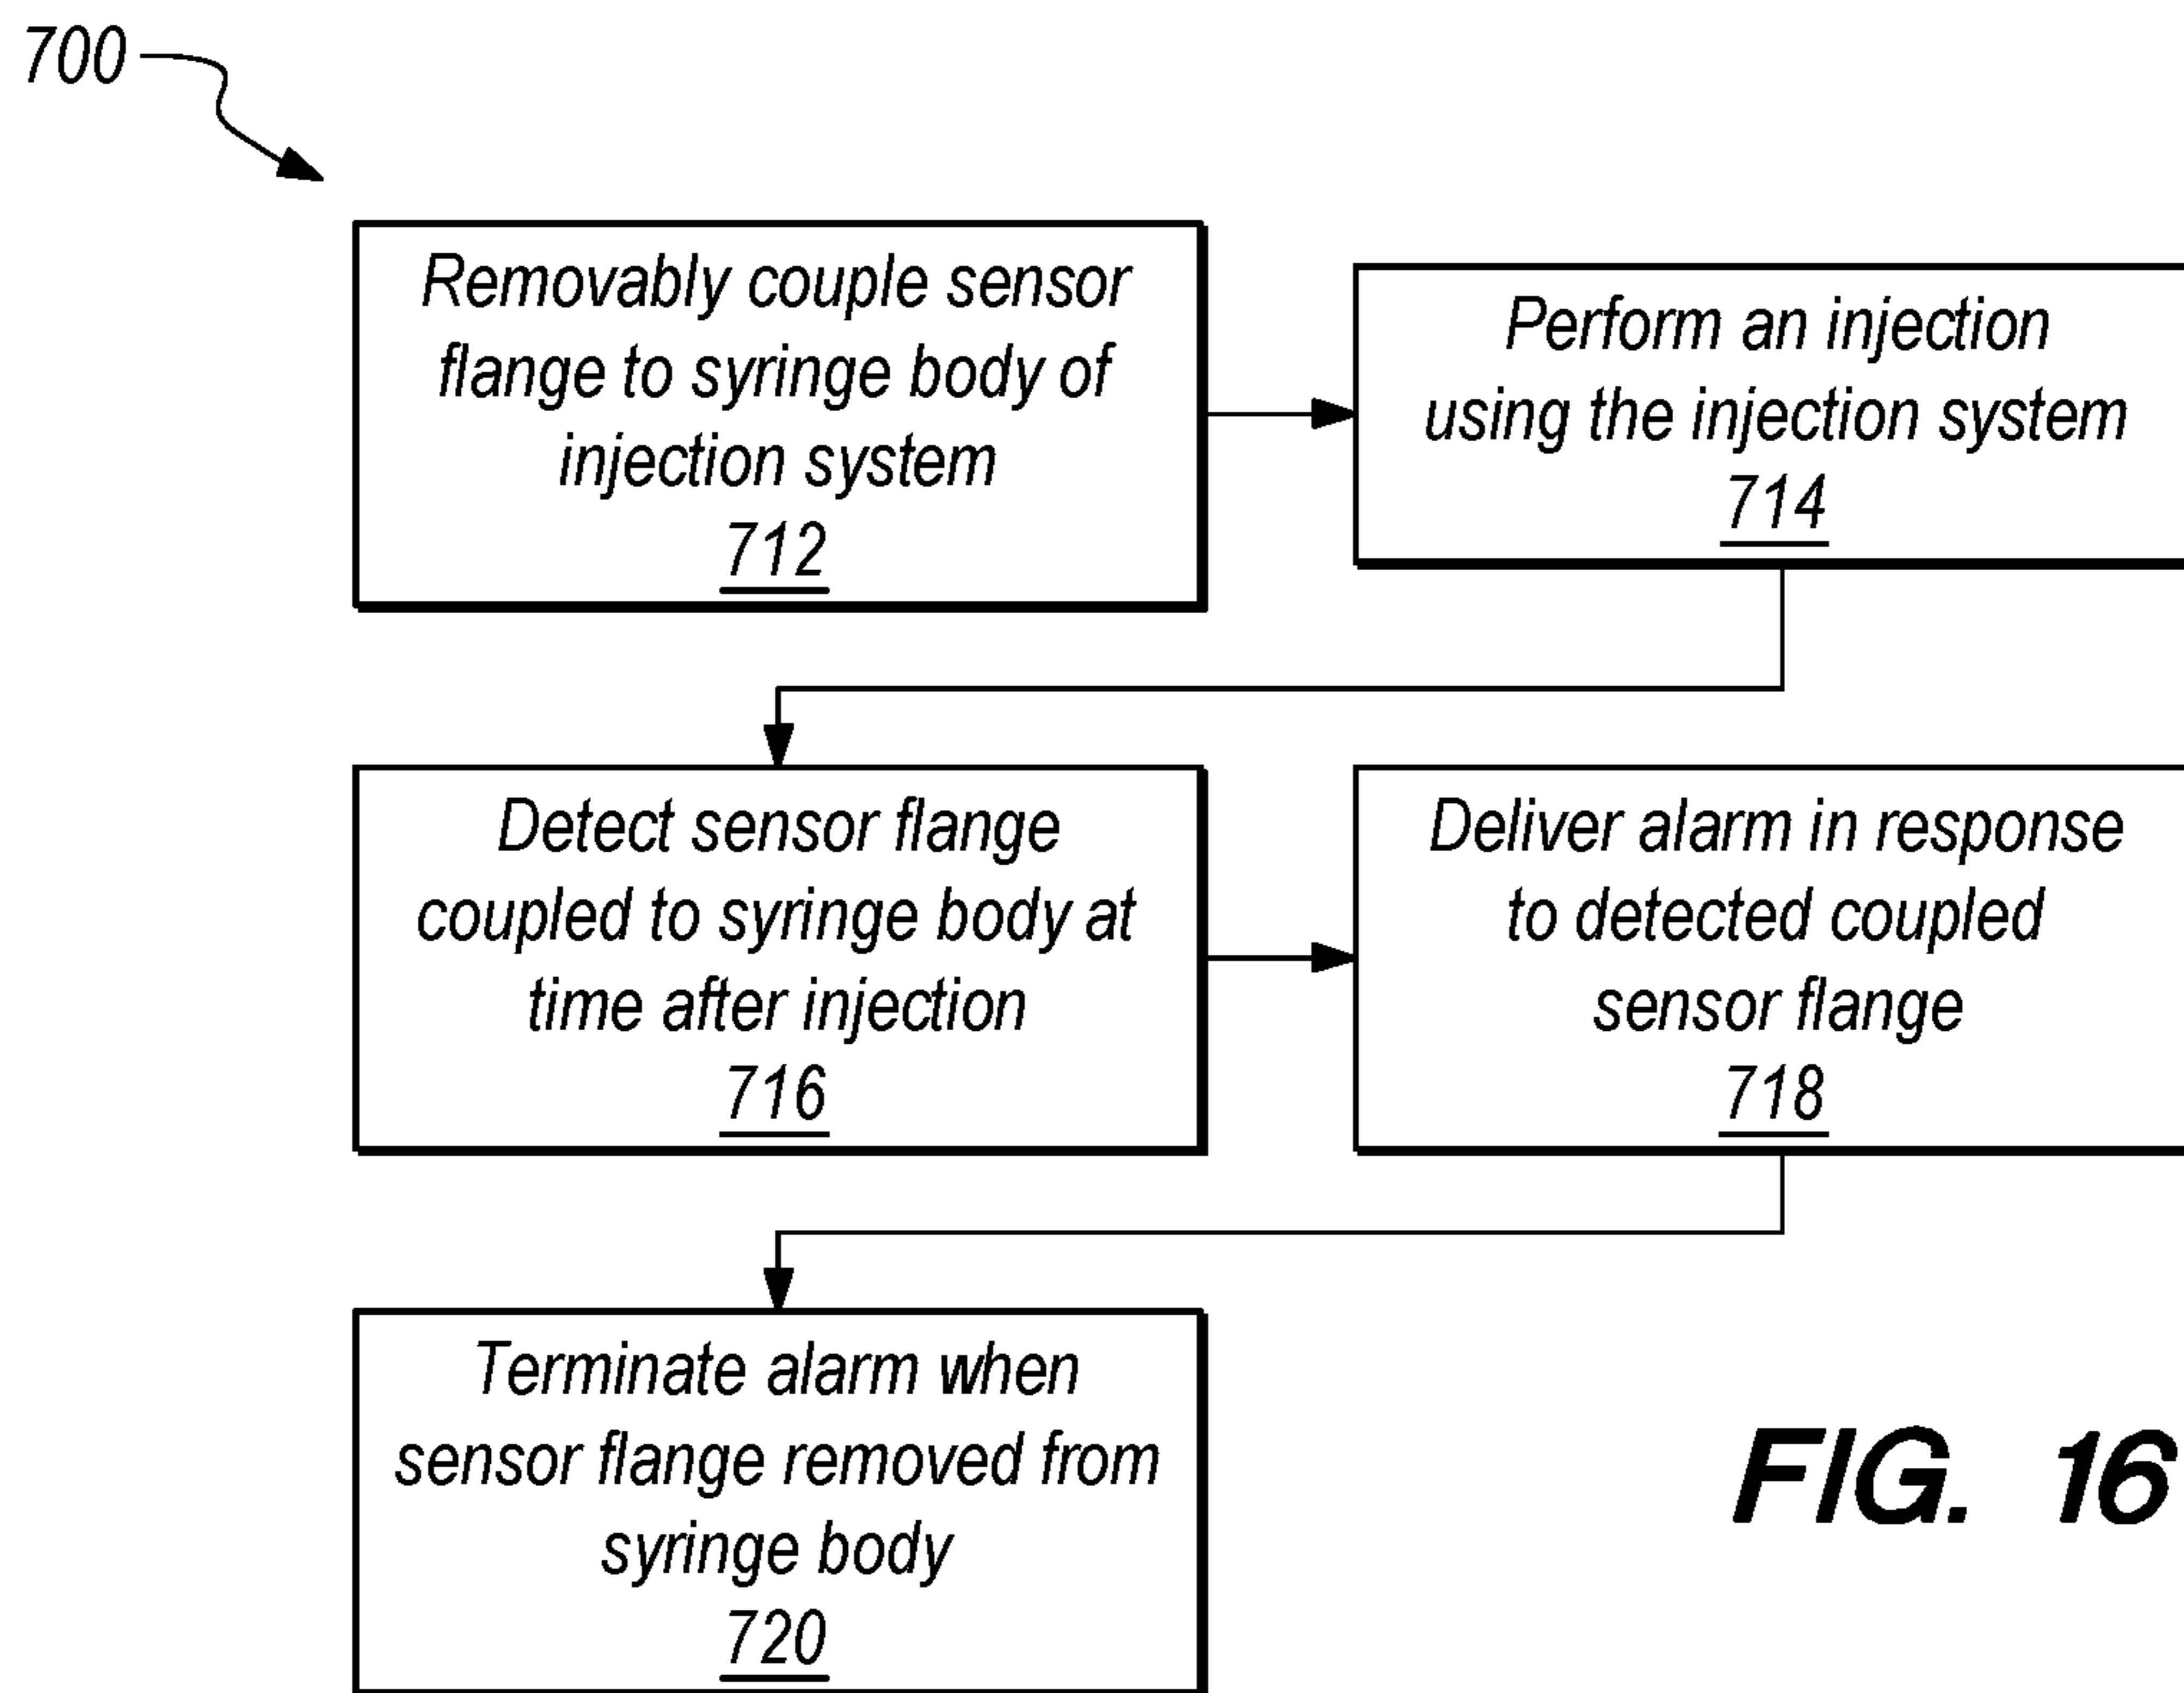 700
Removably couple sensor
flange to syringe body of
injection system
712
Perform an injection
using the injection system
714
Detect sensor flange
coupled to syringe body at
time after injection
716
Deliver alarm in response
to detected coupled
sensor flange
718
Terminate alarm when
sensor flange removed from
syringe body
720
FIG. 16